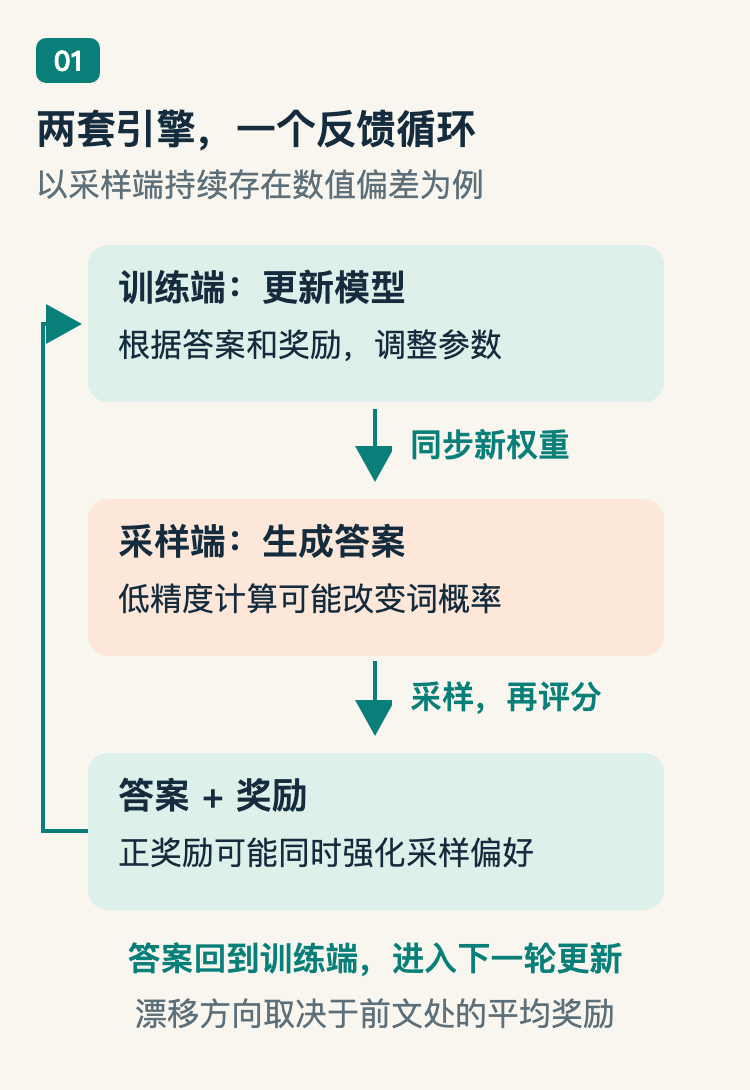 01
两套引擎，一个反馈循环
以采样端持续存在数值偏差为例
训练端：更新模型
根据答案和奖励，调整参数
同步新权重
采样端：生成答案
低精度计算可能改变词概率
采样，再评分
答案 + 奖励
正奖励可能同时强化采样偏好
答案回到训练端，进入下一轮更新
漂移方向取决于前文处的平均奖励